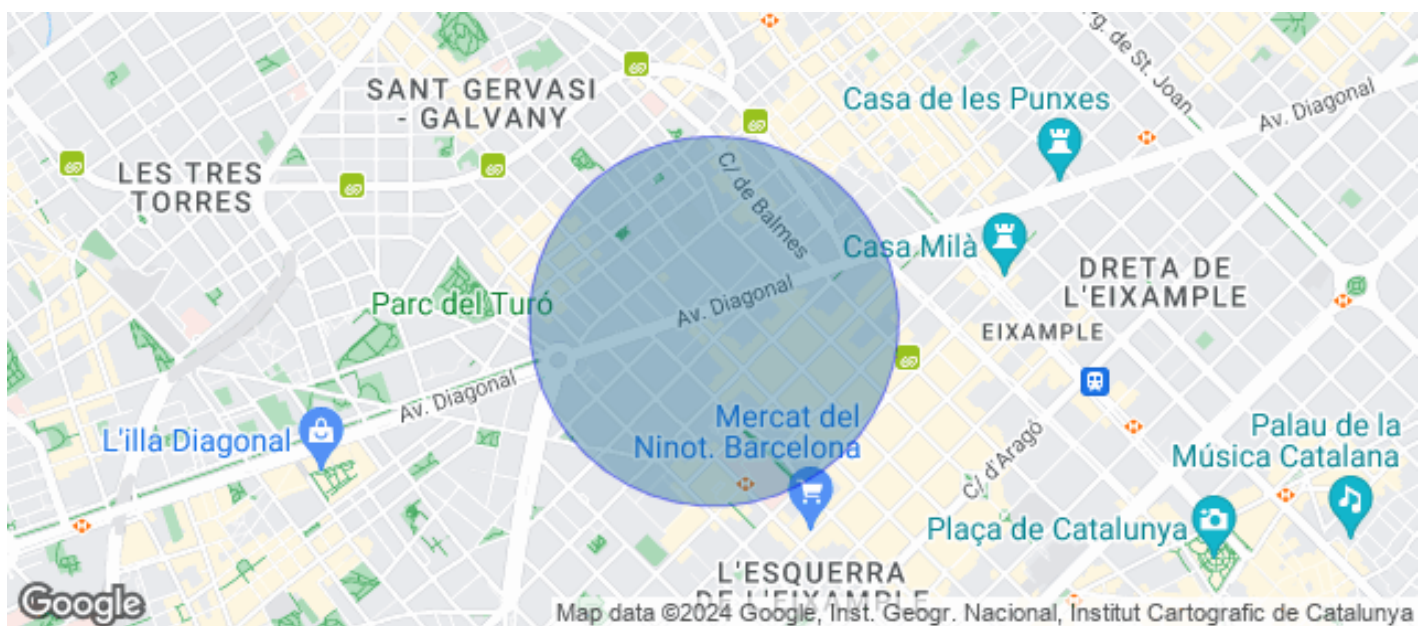 rg. de St. Joan
SANT GERVASI
- GALVANY
Casa de les Punxes
Av. Diagonal
LES TRES
TORRES
C/ de Balmes
Casa Milà
DRETA DE
L'EIXAMPLE
Parc del Turó
Av. Diagonal
EIXAMPLE
Av. Diagonal
L'illa Diagonal
Mercat del
Ninot. Barcelona
C/ d'Aragó
Palau de la
Música Catalana
Plaça de Catalunya
L'ESQUERRA
DE L'EIXAMPLE
Google
Map data ©2024 Google, Inst. Geogr. Nacional, Institut Cartografic de Catalunya